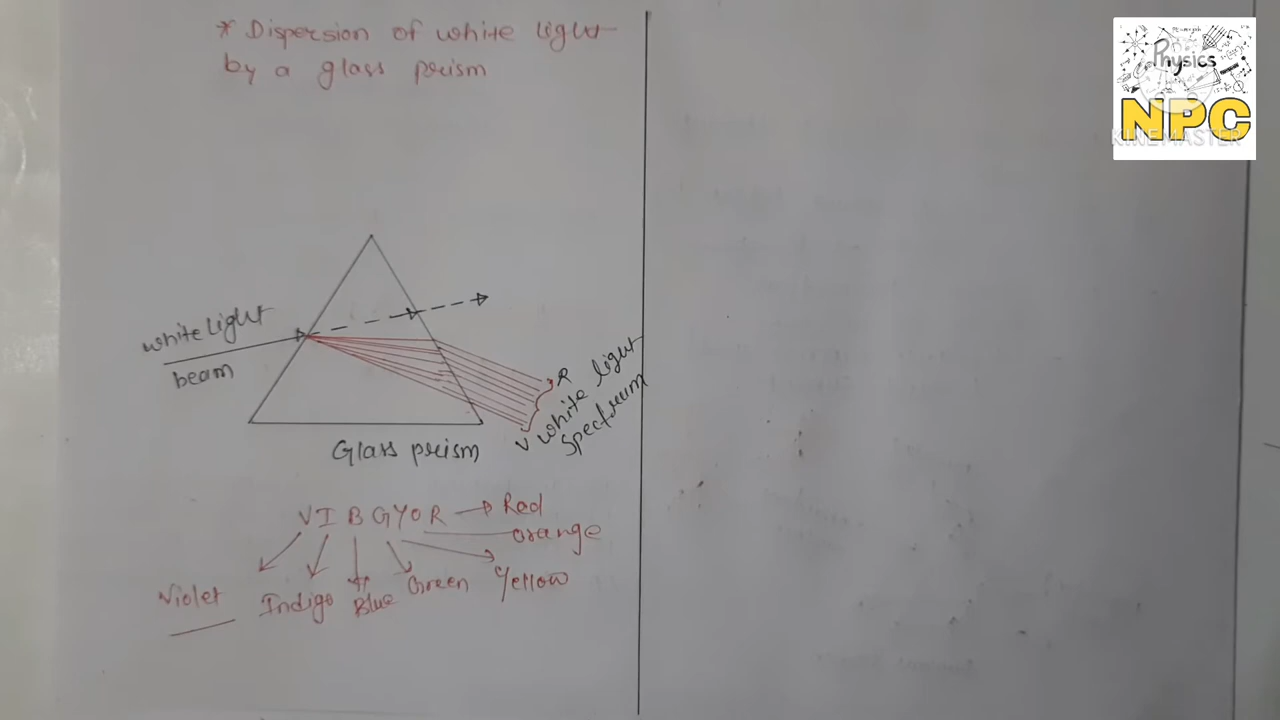 * Dispersion of white light
by a glass prism
white light
beam
R
V
white light
spectrum
Glass prism
VIBGYOR
Red
orange
Yellow
Green
Blue
Indigo
Violet
Physics
NPC
KINEMASTER